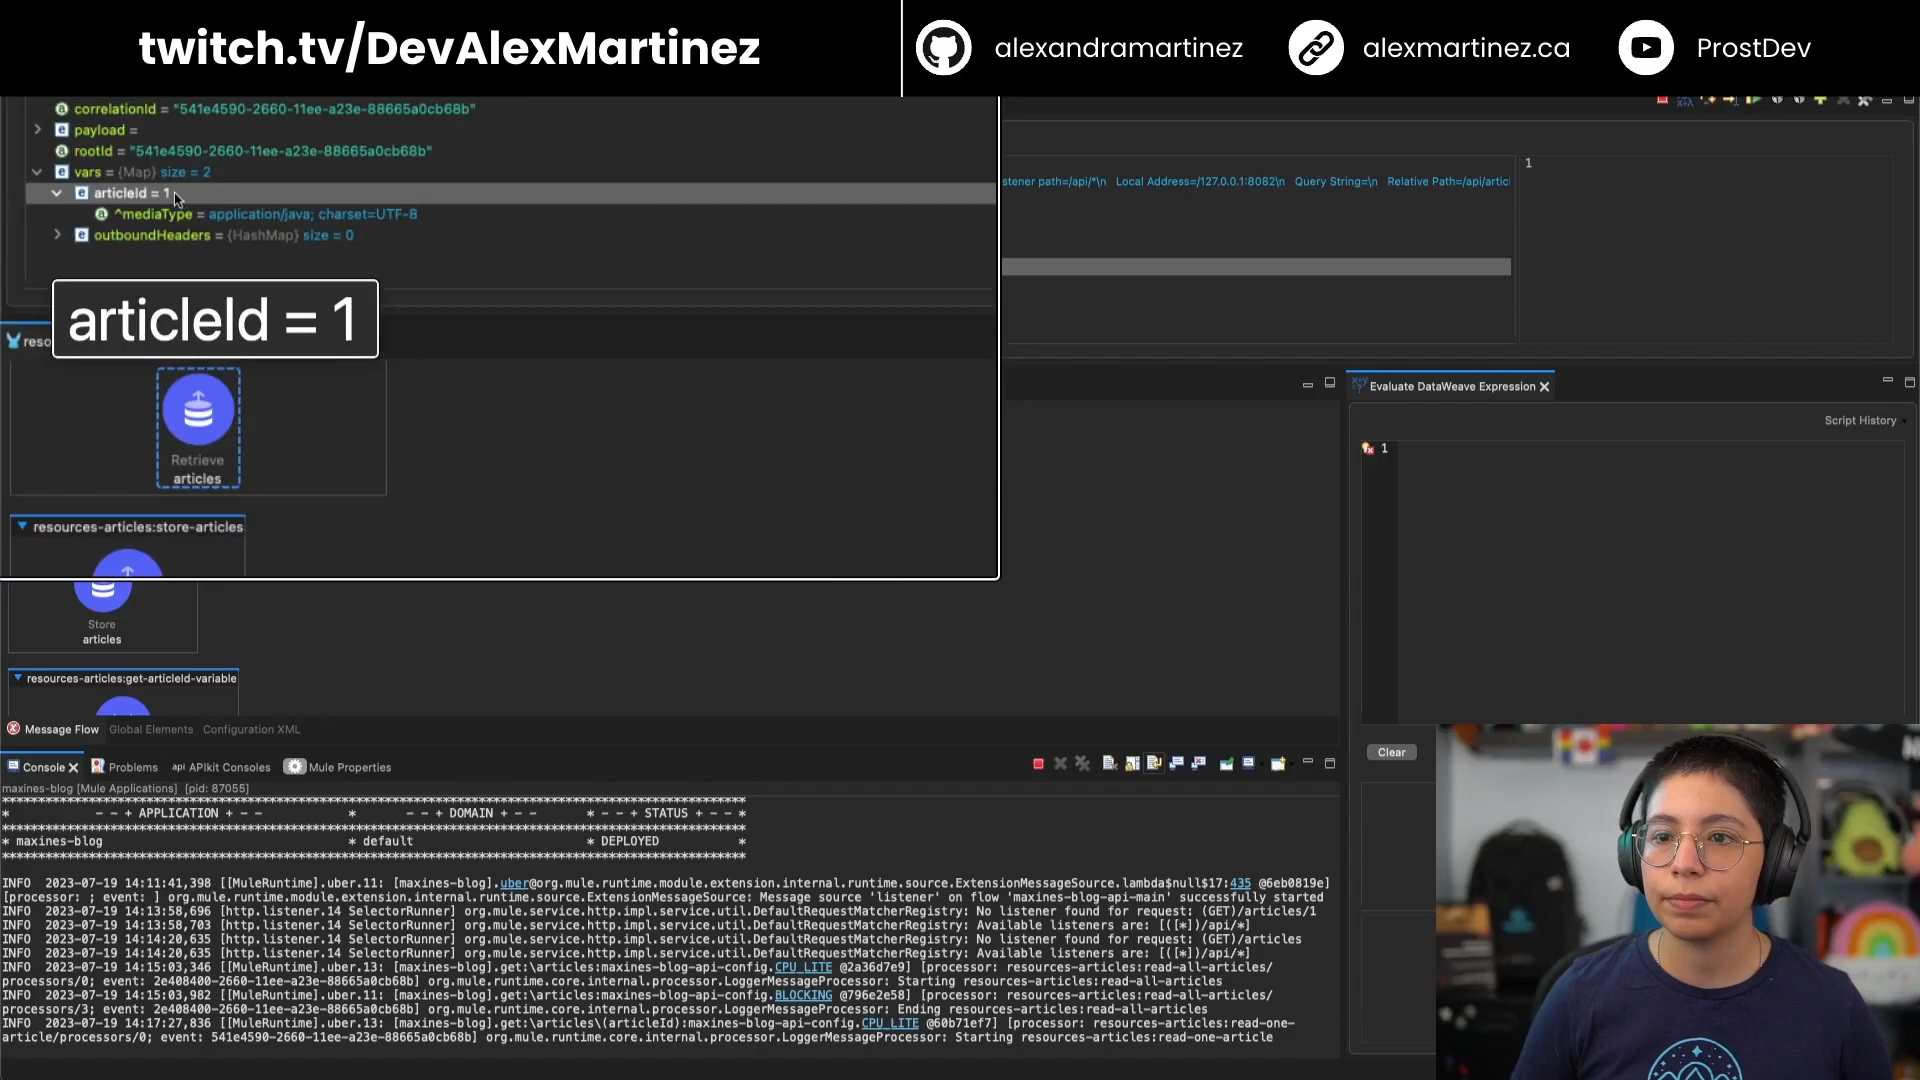 twitch.tv/DevAlexMartinez
alexandramartinez
alexmartinez.ca
ProstDev
correlationId = "541e4590-2660-11ee-a23e-88665a0cb68b"
payload =
rootId = "541e4590-2660-11ee-a23e-88665a0cb68b"
vars = {Map} size = 2
articleId = 1
^mediaType = application/java; charset=UTF-8
outboundHeaders = {HashMap} size = 0
stener path=/api/*\n Local Address=/127.0.0.1:8082\n Query String=\n Relative Path=/api/articl
1
articleId = 1
reso
Retrieve
articles
resources-articles:store-articles
Store
articles
resources-articles:get-articleId-variable
Message Flow Global Elements Configuration XML
Evaluate DataWeave Expression
Script History
1
Clear
Console Problems api APIkit Consoles Mule Properties
maxines-blog [Mule Applications] [pid: 87055]
**********************************************************************************
* - - + APPLICATION + - - * - - + DOMAIN + - - * - - + STATUS + - - *
**********************************************************************************
* maxines-blog * default * DEPLOYED *
**********************************************************************************
INFO 2023-07-19 14:11:41,398 [[MuleRuntime].uber.11: [maxines-blog].uber@org.mule.runtime.module.extension.internal.runtime.source.ExtensionMessageSource.lambda$null$17:435 @6eb0819e]
[processor: ; event: ] org.mule.runtime.module.extension.internal.runtime.source.ExtensionMessageSource: Message source 'listener' on flow 'maxines-blog-api-main' successfully started
INFO 2023-07-19 14:13:58,696 [http.listener.14 SelectorRunner] org.mule.service.http.impl.service.util.DefaultRequestMatcherRegistry: No listener found for request: (GET)/articles/1
INFO 2023-07-19 14:13:58,703 [http.listener.14 SelectorRunner] org.mule.service.http.impl.service.util.DefaultRequestMatcherRegistry: Available listeners are: [([*])/api/*]
INFO 2023-07-19 14:14:20,635 [http.listener.14 SelectorRunner] org.mule.service.http.impl.service.util.DefaultRequestMatcherRegistry: No listener found for request: (GET)/articles
INFO 2023-07-19 14:14:20,635 [http.listener.14 SelectorRunner] org.mule.service.http.impl.service.util.DefaultRequestMatcherRegistry: Available listeners are: [([*])/api/*]
INFO 2023-07-19 14:15:03,346 [[MuleRuntime].uber.13: [maxines-blog].get:\articles:maxines-blog-api-config.CPU_LITE @2a36d7e9] [processor: resources-articles:read-all-articles/
processors/0; event: 2e408400-2660-11ee-a23e-88665a0cb68b] org.mule.runtime.core.internal.processor.LoggerMessageProcessor: Starting resources-articles:read-all-articles
INFO 2023-07-19 14:15:03,982 [[MuleRuntime].uber.11: [maxines-blog].get:\articles:maxines-blog-api-config.BLOCKING @796e2e58] [processor: resources-articles:read-all-articles/
processors/3; event: 2e408400-2660-11ee-a23e-88665a0cb68b] org.mule.runtime.core.internal.processor.LoggerMessageProcessor: Ending resources-articles:read-all-articles
INFO 2023-07-19 14:17:27,836 [[MuleRuntime].uber.13: [maxines-blog].get:\articles\(articleId):maxines-blog-api-config.CPU_LITE @60b71ef7] [processor: resources-articles:read-one-
article/processors/0; event: 541e4590-2660-11ee-a23e-88665a0cb68b] org.mule.runtime.core.internal.processor.LoggerMessageProcessor: Starting resources-articles:read-one-article